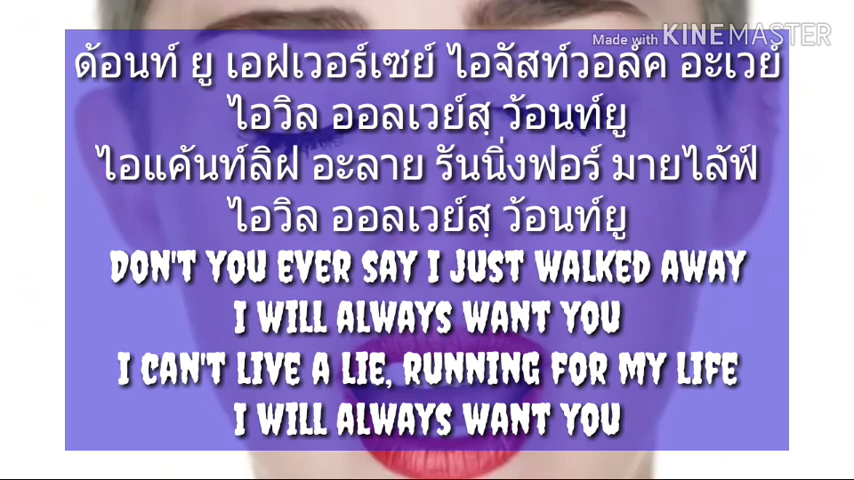 Made with KINEMASTER
ด้อนท์ ยู เอฝเวอร์เซย์ ไอจัสท์วอล์ค อะเวย์
ไอวิล ออลเวย์สฺ ว้อนท์ยู
ไอแค้นท์ลิฝ อะลาย รันนิ่งฟอร์ มายไล้ฟ์
ไอวิล ออลเวย์สฺ ว้อนท์ยู
DON'T YOU EVER SAY I JUST WALKED AWAY
I WILL ALWAYS WANT YOU
I CAN'T LIVE A LIE, RUNNING FOR MY LIFE
I WILL ALWAYS WANT YOU